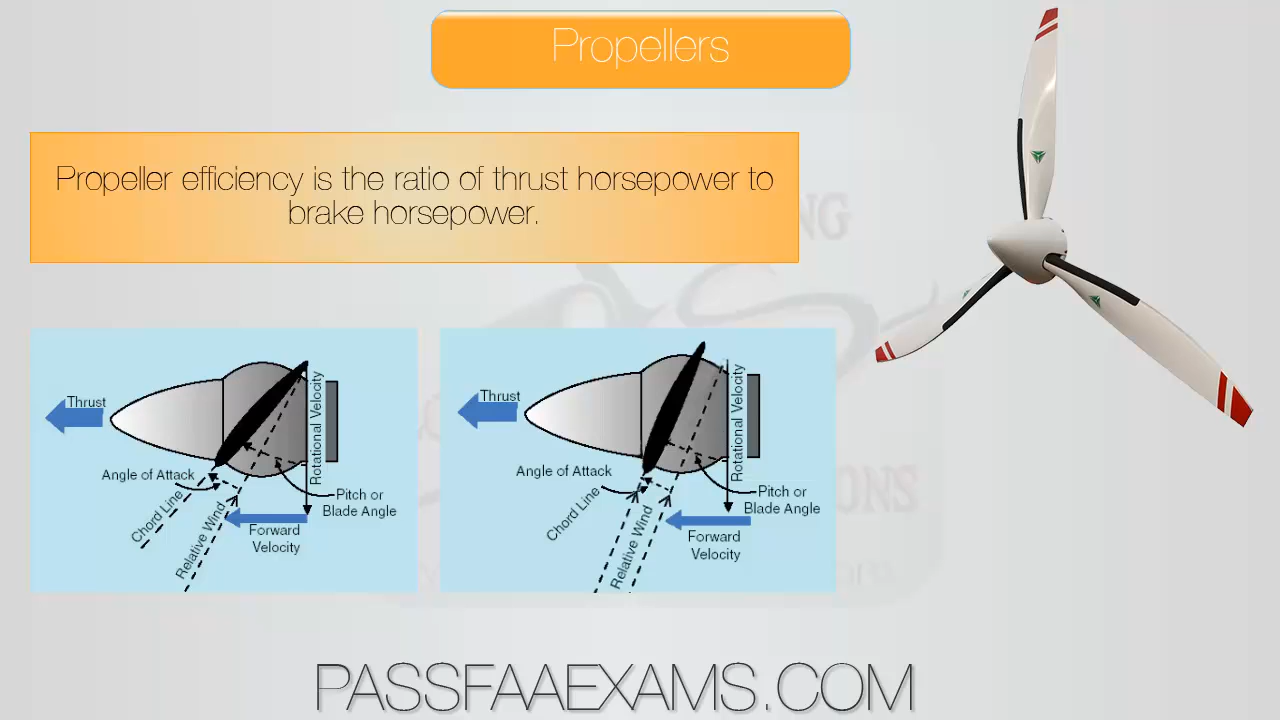 Propellers
Propeller efficiency is the ratio of thrust horsepower to
brake horsepower.
Thrust
Rotational Velocity
Angle of Attack
Chord Line
Relative Wind
Pitch or
Blade Angle
Forward
Velocity
Thrust
Rotational Velocity
Angle of Attack
Chord Line
Relative Wind
Pitch or
Blade Angle
Forward
Velocity
PASSFAAEXAMS.COM